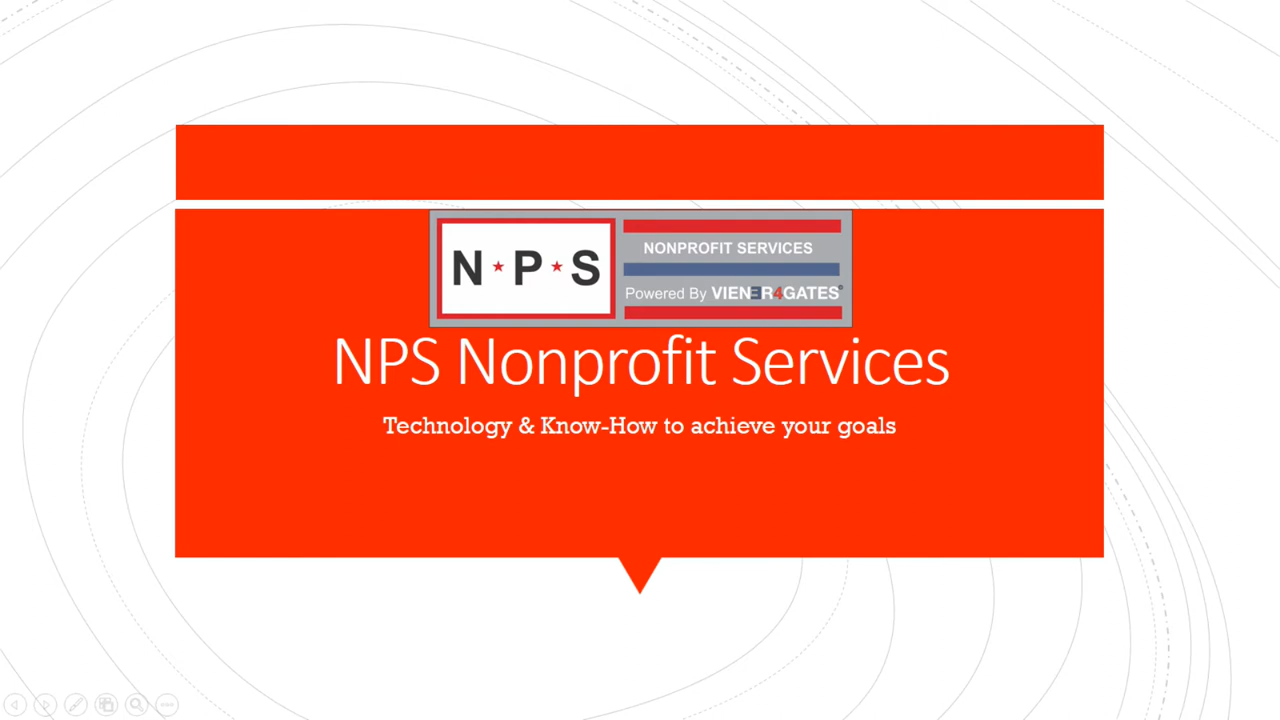 N★P★S
NONPROFIT SERVICES
Powered By VIENER4GATES©
NPS Nonprofit Services
Technology & Know-How to achieve your goals